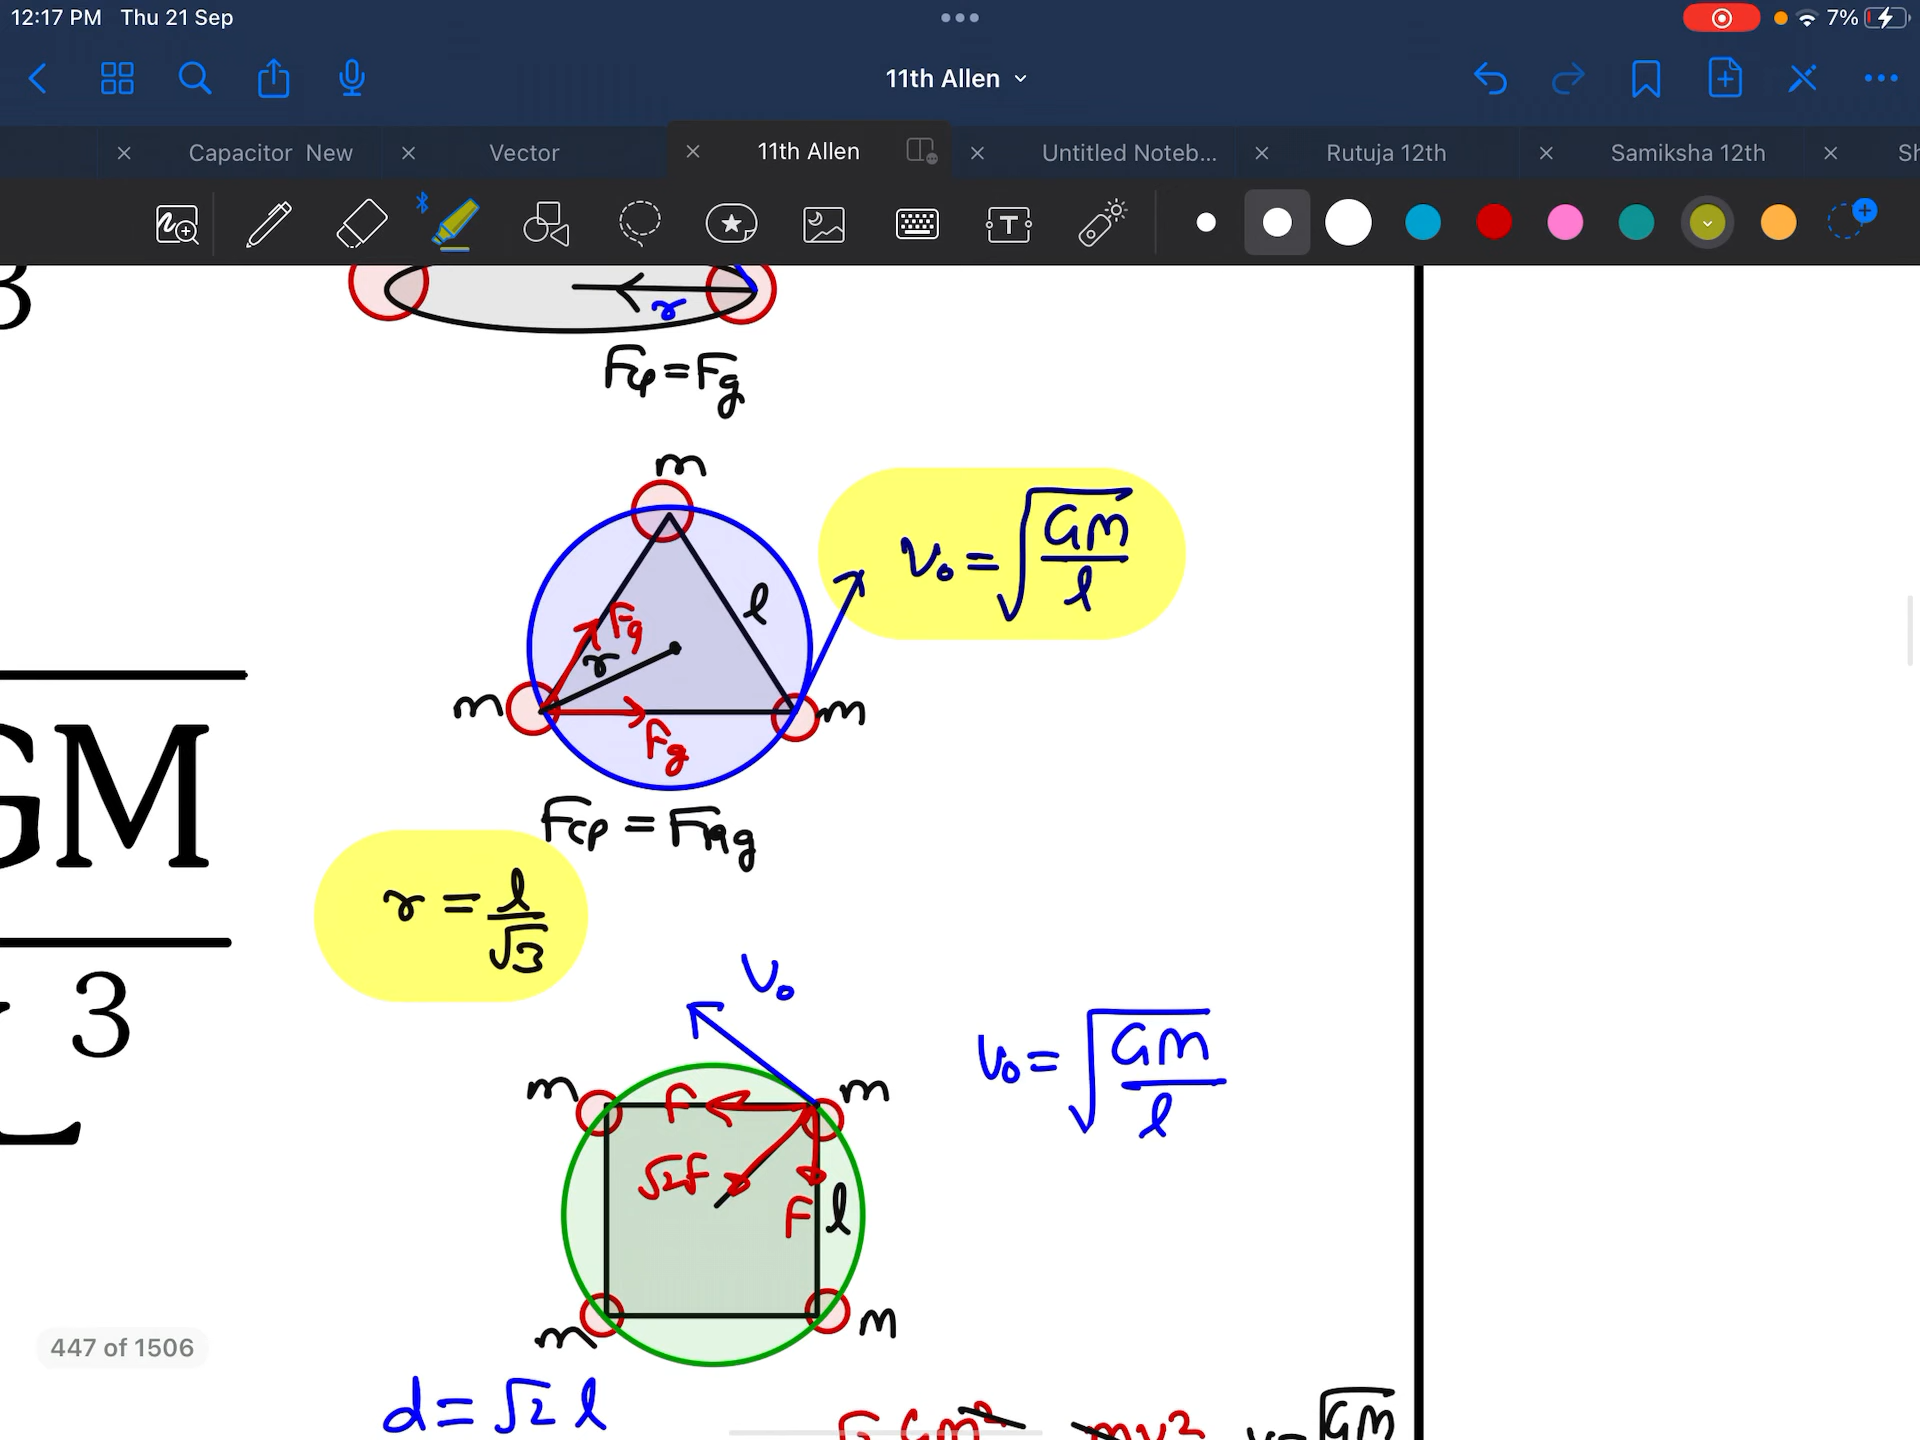 12:17 PM Thu 21 Sep
7%
11th Allen
Capacitor New
Vector
11th Allen
Untitled Noteb...
Rutuja 12th
Samiksha 12th
Sh
3
r
Fcp = Fg
m
V₀ = √(GM/l)
l
Fg
r
m
m
Fg
GM
Fcp = FRg
r = l/√3
3
V₀
V₀ = √(GM/l)
m
F
m
√2F
F
l
m
m
447 of 1506
d = √2 l